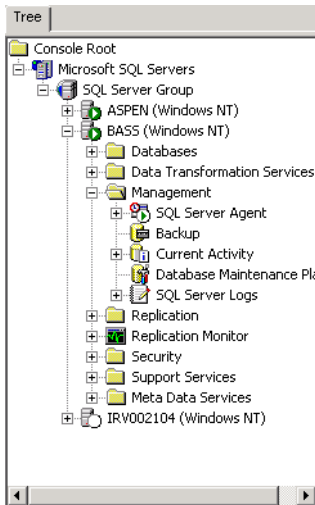 Tree
Console Root
Microsoft SQL Servers
SQL Server Group
ASPEN (Windows NT)
BASS (Windows NT)
Databases
Data Transformation Services
Management
SQL Server Agent
Backup
Current Activity
Database Maintenance Pla
SQL Server Logs
Replication
Replication Monitor
Security
Support Services
Meta Data Services
IRV002104 (Windows NT)